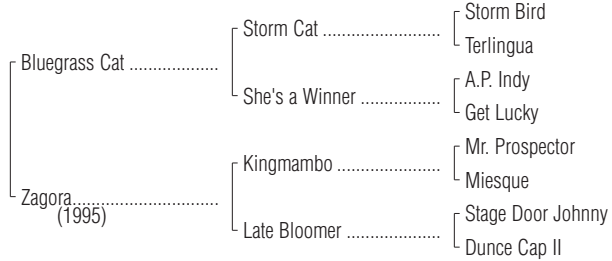 Storm Bird
Storm Cat ........................
Terlingua
Bluegrass Cat ..................
A.P. Indy
She's a Winner ................
Get Lucky
Mr. Prospector
Kingmambo .....................
Miesque
Zagora.............................
(1995)
Stage Door Johnny
Late Bloomer ...................
Dunce Cap II